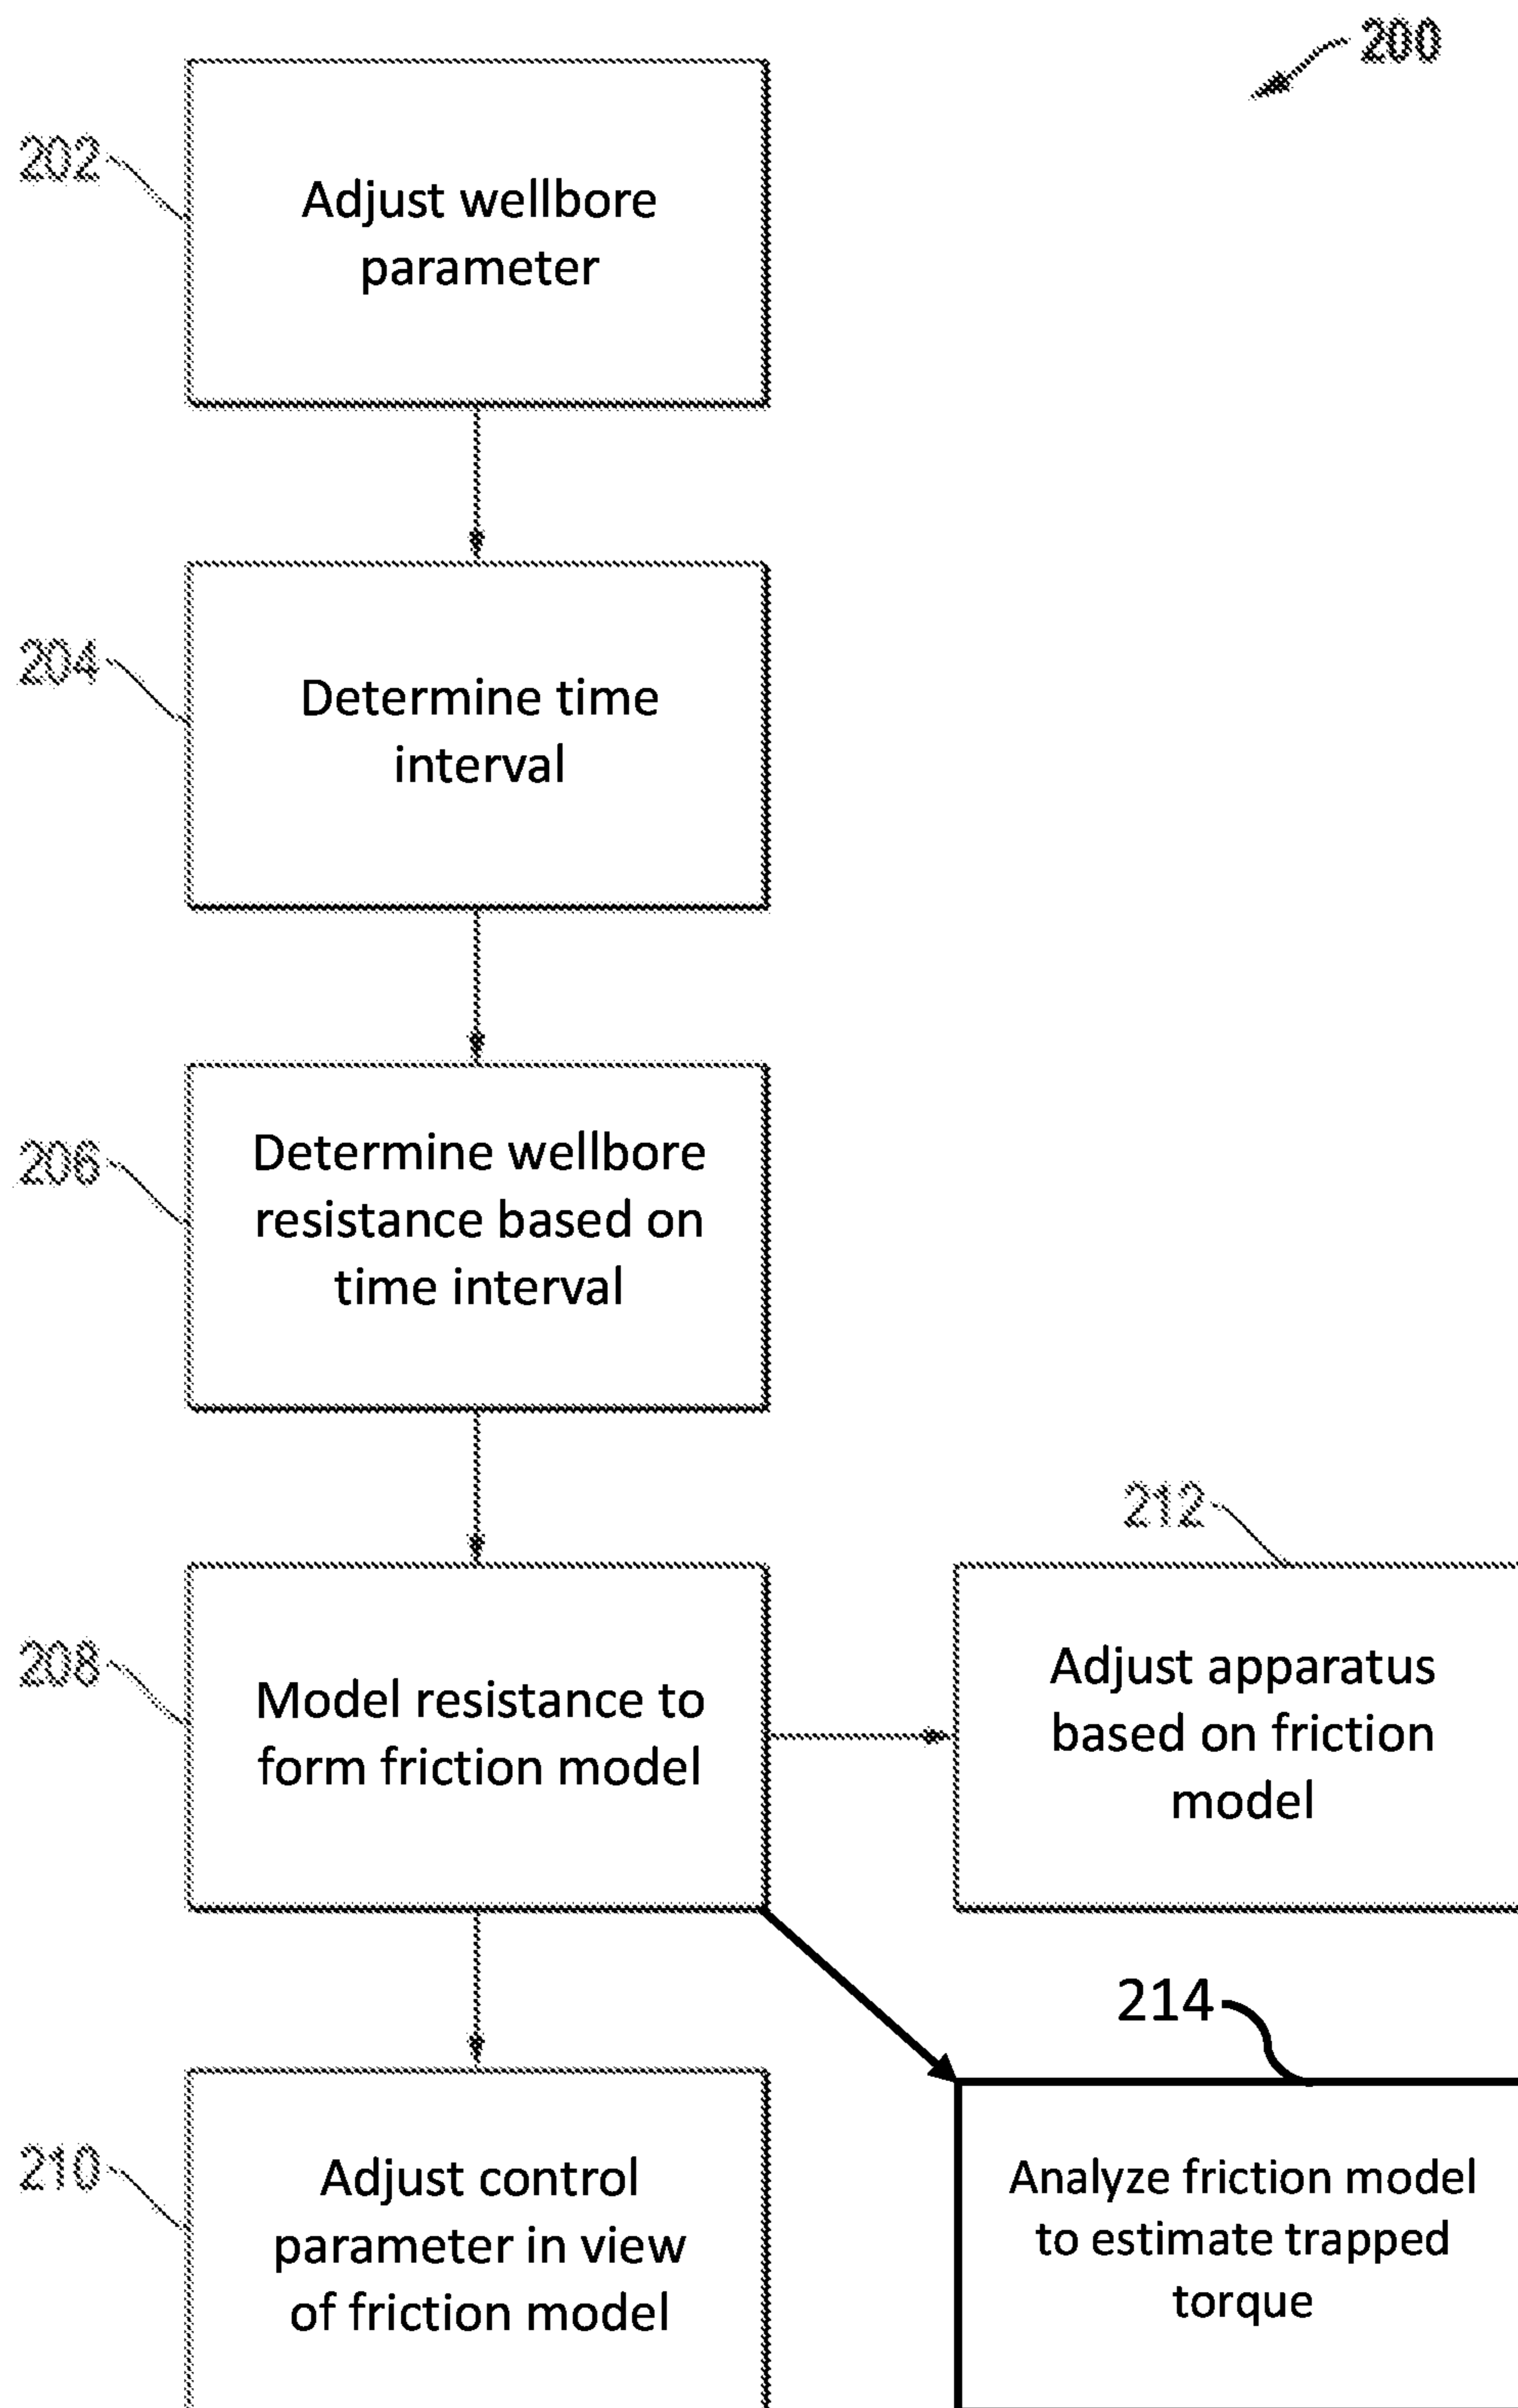 200
202
Adjust wellbore
parameter
204
Determine time
interval
206
Determine wellbore
resistance based on
time interval
208
Model resistance to
form friction model
212
Adjust apparatus
based on friction
model
210
Adjust control
parameter in view
of friction model
214
Analyze friction model
to estimate trapped
torque